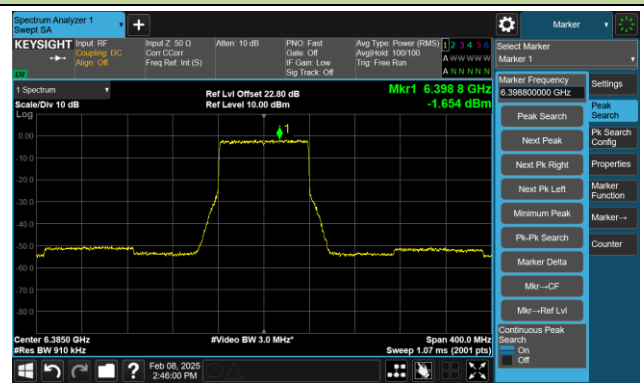 Spectrum Analyzer 1
Swept SA
Marker
KEYSIGHT Input: RF
Coupling: DC
Align: Off
Input Z: 50 Ω
Corr CCorr
Freq Ref: Int (S)
Atten: 10 dB
PNO: Fast
Gate: Off
IF Gain: Low
Sig Track: Off
Avg Type: Power (RMS)
Avg|Hold: 100/100
Trig: Free Run
1 2 3 4 5 6
A W W W W W
A N N N N N
LW
Select Marker
Marker 1
1 Spectrum
Scale/Div 10 dB
Log
Ref Lvl Offset 22.80 dB
Ref Level 10.00 dBm
Mkr1 6.398 8 GHz
-1.654 dBm
1
0.00
-10.0
-20.0
-30.0
-40.0
-50.0
-60.0
-70.0
-80.0
Center 6.3850 GHz
#Res BW 910 kHz
#Video BW 3.0 MHz*
Span 400.0 MHz
Sweep 1.07 ms (2001 pts)
Marker Frequency
6.398800000 GHz
Peak Search
Next Peak
Next Pk Right
Next Pk Left
Minimum Peak
Pk-Pk Search
Marker Delta
Mkr→CF
Mkr→Ref Lvl
Continuous Peak
Search
On
Off
Settings
Peak
Search
Pk Search
Config
Properties
Marker
Function
Marker→
Counter
?
Feb 08, 2025
2:46:00 PM